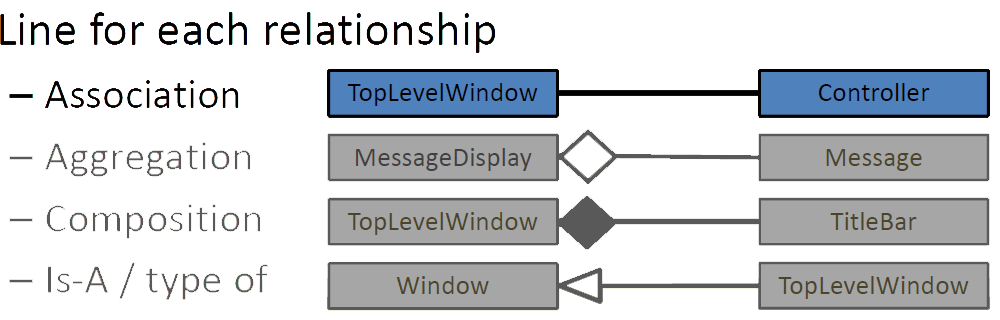 Line for each relationship
– Association TopLevelWindow Controller
– Aggregation MessageDisplay Message
– Composition TopLevelWindow TitleBar
– Is-A / type of Window TopLevelWindow